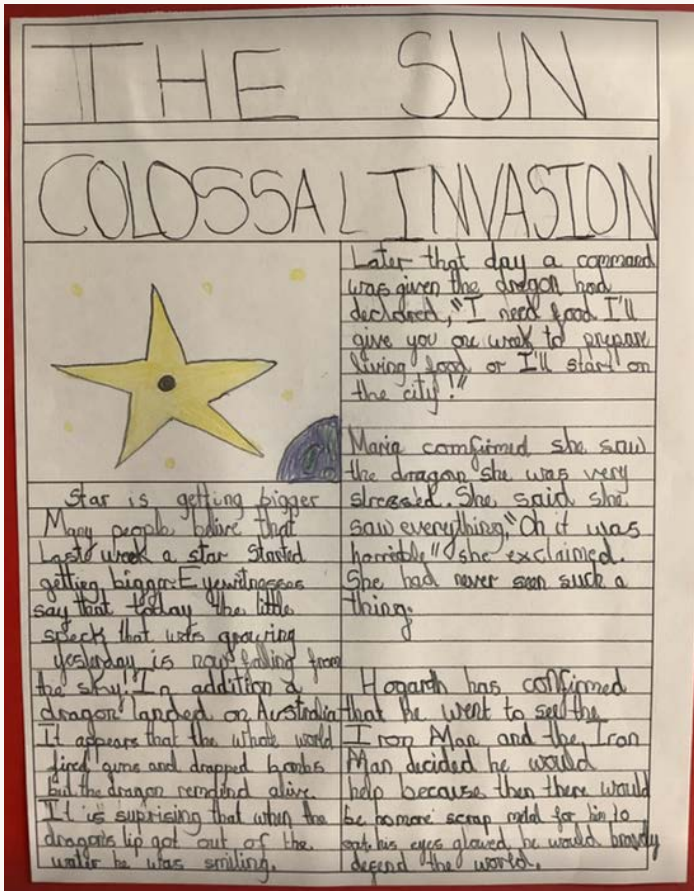 THE SUN
COLOSSAL INVASION
Star is getting bigger
Many people belive that
Last week a star started
getting bigger. Eyewitnesses
say that today the little
speck that was growing
yesterday is now falling from
the sky! In addition a
dragon landed on Australia
It appears that the whole world
fired guns and dropped bombs
but the dragon remaind alive.
It is suprising that when the
dragons lip got out of the
water he was smiling.
Later that day a command
was given the dragon had
declared, "I need food I'll
give you one week to prepare
living food or I'll start on
the city!"
Maria comfirmed she saw
the dragon she was very
stressed. She said she
saw everything, "Oh it was
horrible" she exclaimed.
She had never seen such a
thing.
Hogarth has confirmed
that he went to see the
Iron Man and the Iron
Man decided he would
help because then there would
be no more scrap metal for him to
eat. his eyes glowed he would bravely
defend the world.